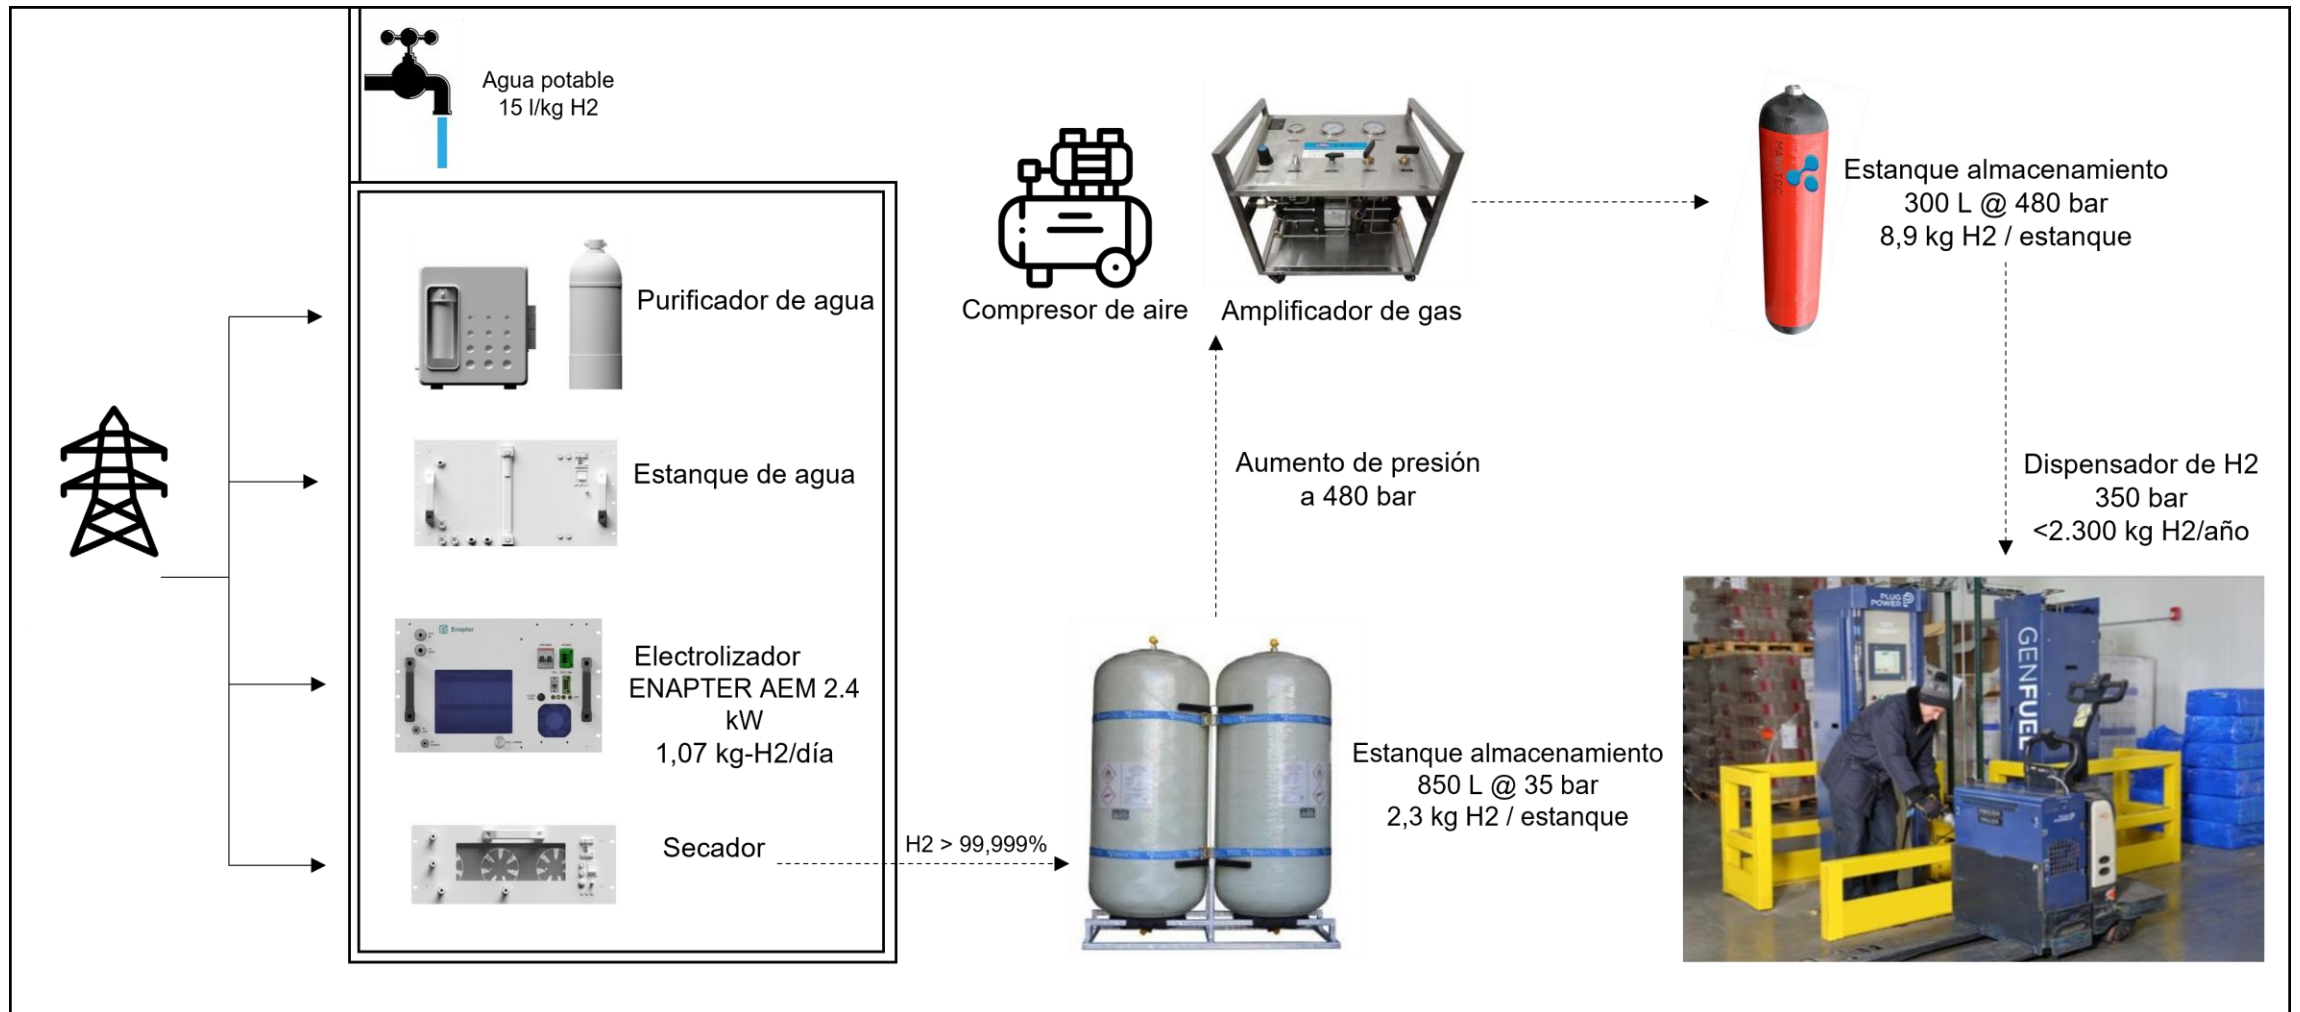 Agua potable
15 l/kg H2
Purificador de agua
Estanque de agua
Enapter
Electrolizador
ENAPTER AEM 2.4
kW
1,07 kg-H2/día
Secador
H2 > 99,999%
Compresor de aire
Amplificador de gas
Aumento de presión
a 480 bar
Estanque almacenamiento
850 L @ 35 bar
2,3 kg H2 / estanque
Estanque almacenamiento
300 L @ 480 bar
8,9 kg H2 / estanque
Dispensador de H2
350 bar
<2.300 kg H2/año
PLUG
POWER
GENFUEL